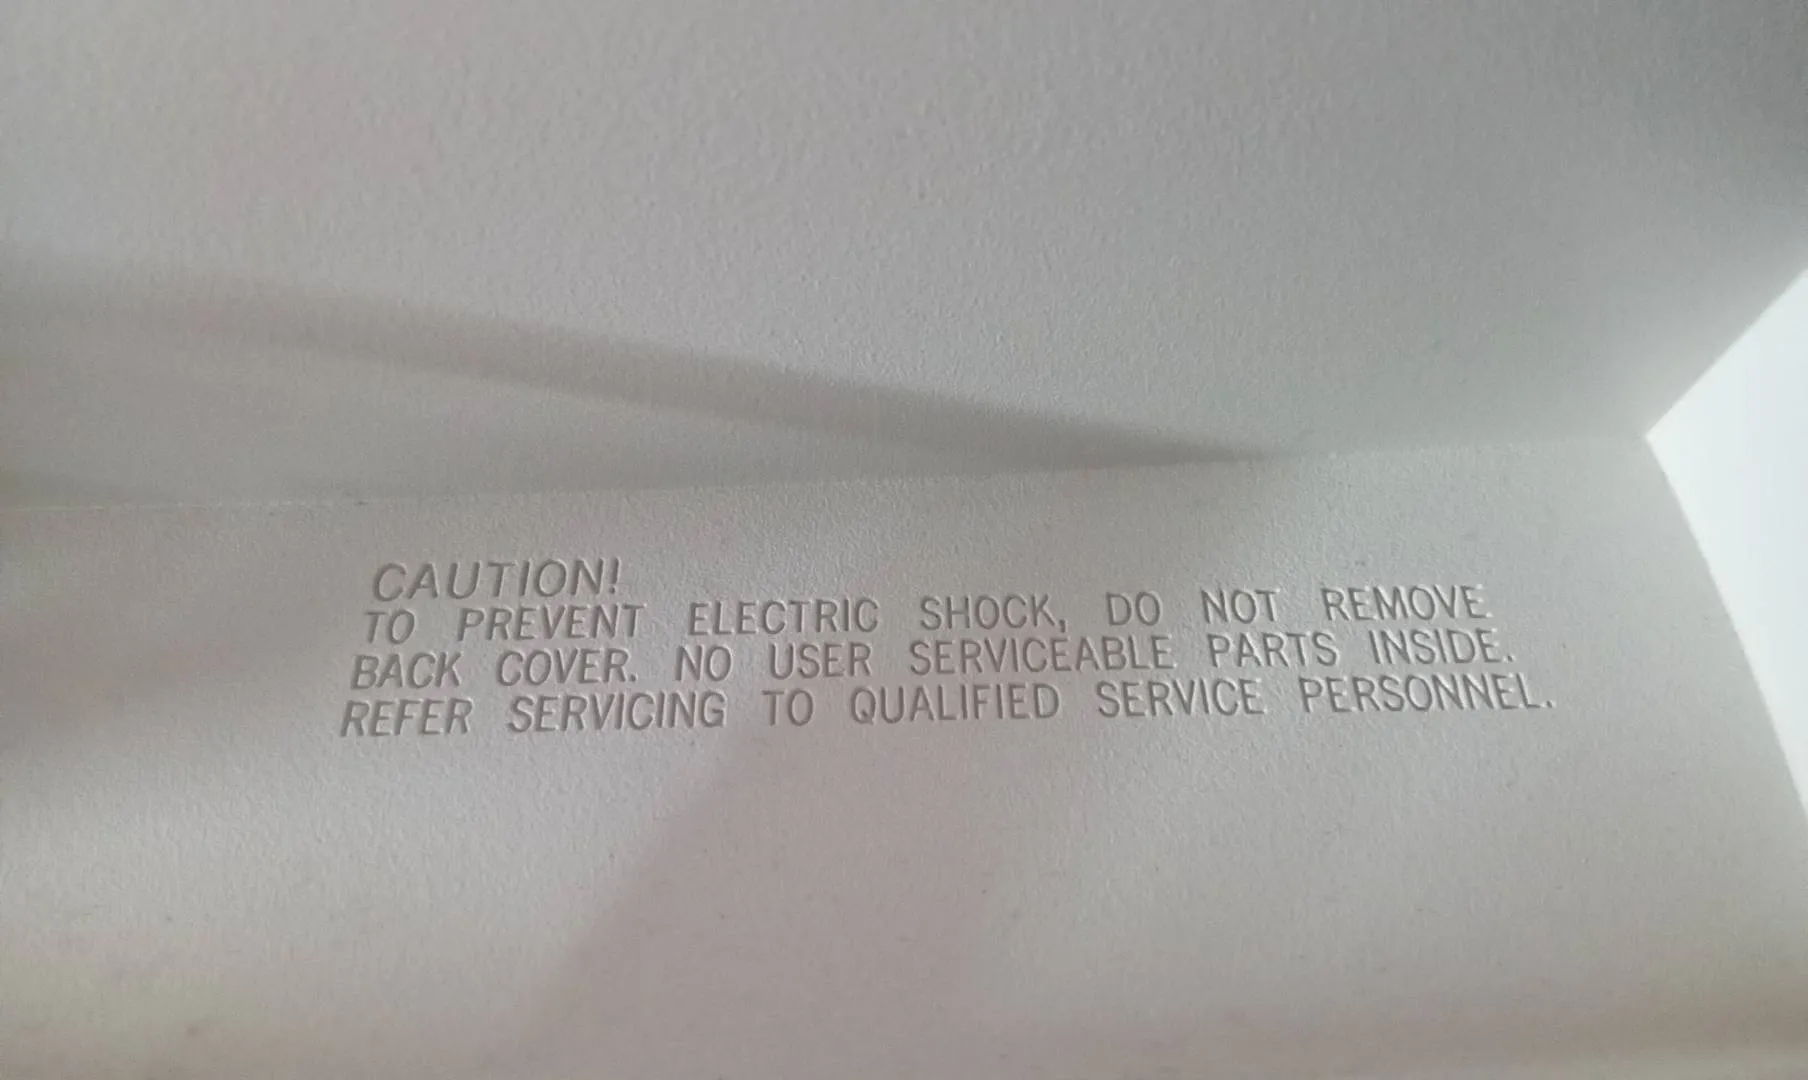 CAUTION!
TO PREVENT ELECTRIC SHOCK, DO NOT REMOVE
BACK COVER. NO USER SERVICEABLE PARTS INSIDE.
REFER SERVICING TO QUALIFIED SERVICE PERSONNEL.